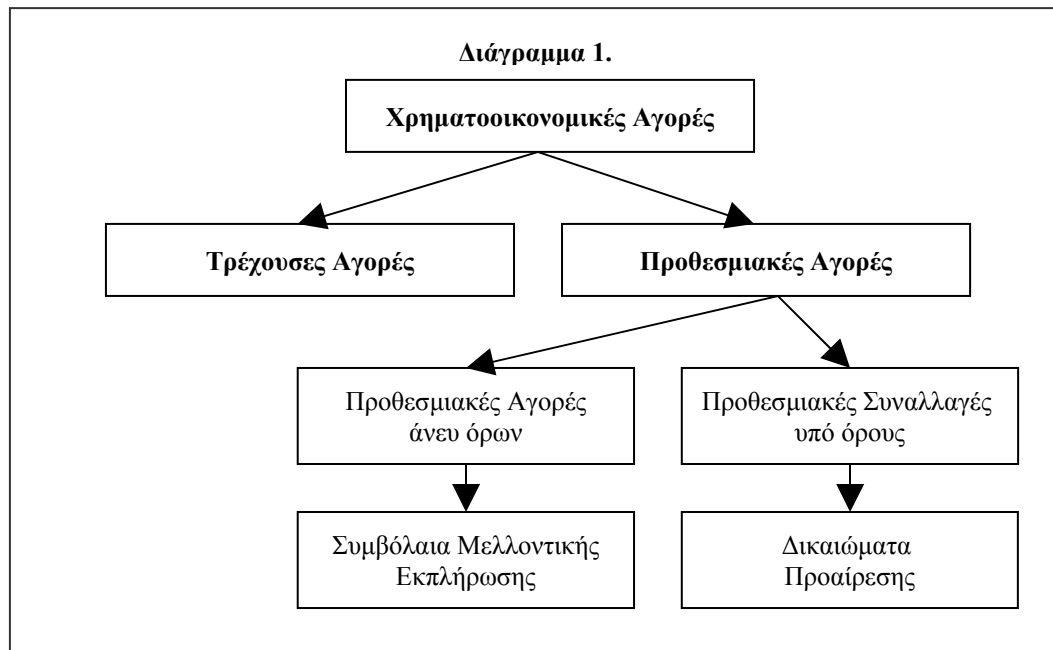 Διάγραμμα 1.
Χρηματοοικονομικές Αγορές
Τρέχουσες Αγορές
Προθεσμιακές Αγορές
Προθεσμιακές Αγορές
άνευ όρων
Προθεσμιακές Συναλλαγές
υπό όρους
Συμβόλαια Μελλοντικής
Εκπλήρωσης
Δικαιώματα
Προαίρεσης